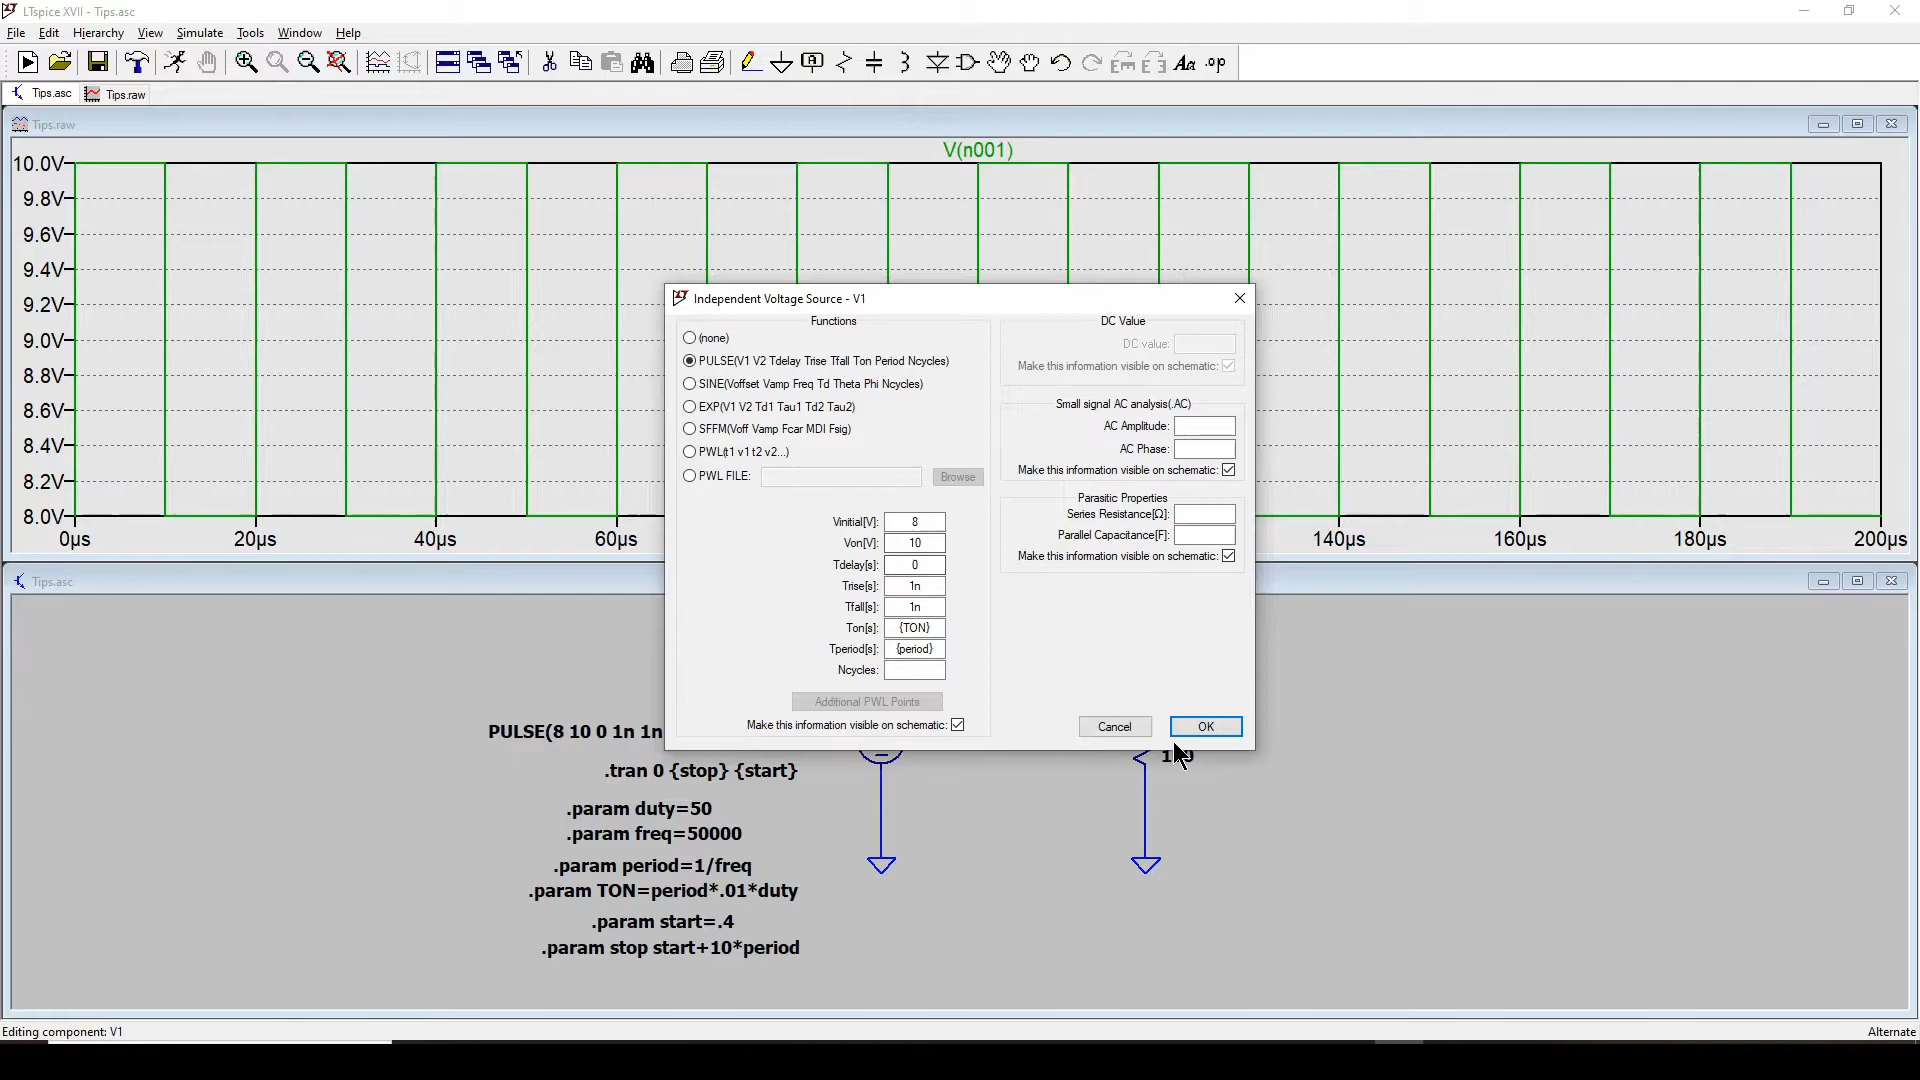 LTspice XVII - Tips.asc
File Edit Hierarchy View Simulate Tools Window Help
Aa .op
Tips.asc Tips.raw
Tips.raw
V(n001)
10.0V
9.8V
9.6V
9.4V
9.2V
9.0V
8.8V
8.6V
8.4V
8.2V
8.0V
0µs 20µs 40µs 60µs 140µs 160µs 180µs 200µs
Independent Voltage Source - V1
Functions
(none)
PULSE(V1 V2 Tdelay Trise Tfall Ton Period Ncycles)
SINE(Voffset Vamp Freq Td Theta Phi Ncycles)
EXP(V1 V2 Td1 Tau1 Td2 Tau2)
SFFM(Voff Vamp Fcar MDI Fsig)
PWL(t1 v1 t2 v2...)
PWL FILE: Browse
Vinitial[V]: 8
Von[V]: 10
Tdelay[s]: 0
Trise[s]: 1n
Tfall[s]: 1n
Ton[s]: {TON}
Tperiod[s]: {period}
Ncycles:
Additional PWL Points
Make this information visible on schematic:
DC Value
DC value:
Make this information visible on schematic:
Small signal AC analysis(.AC)
AC Amplitude:
AC Phase:
Make this information visible on schematic:
Parasitic Properties
Series Resistance[Ω]:
Parallel Capacitance[F]:
Make this information visible on schematic:
Cancel OK
Tips.asc
PULSE(8 10 0 1n 1n
.tran 0 {stop} {start}
.param duty=50
.param freq=50000
.param period=1/freq
.param TON=period*.01*duty
.param start=.4
.param stop start+10*period
Editing component: V1
Alternate